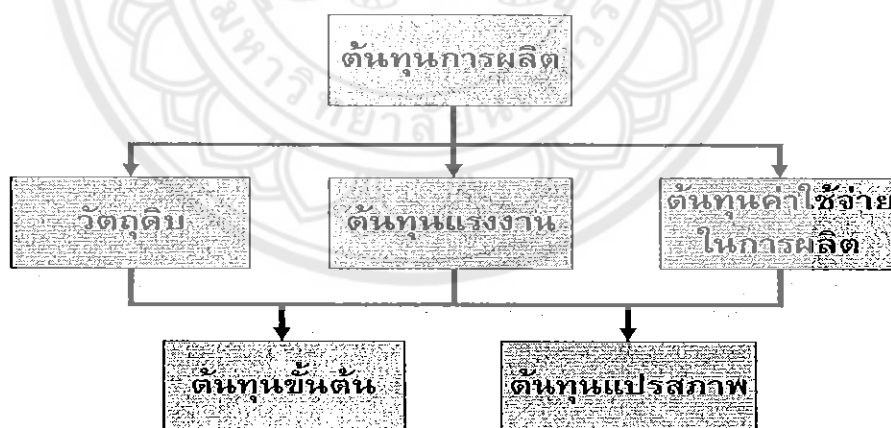 ต้นทุนการผลิต
วัตถุดิบ
ต้นทุนแรงงาน
ต้นทุนค่าใช้จ่าย
ในการผลิต
ต้นทุนขั้นต้น
ต้นทุนแปรสภาพ